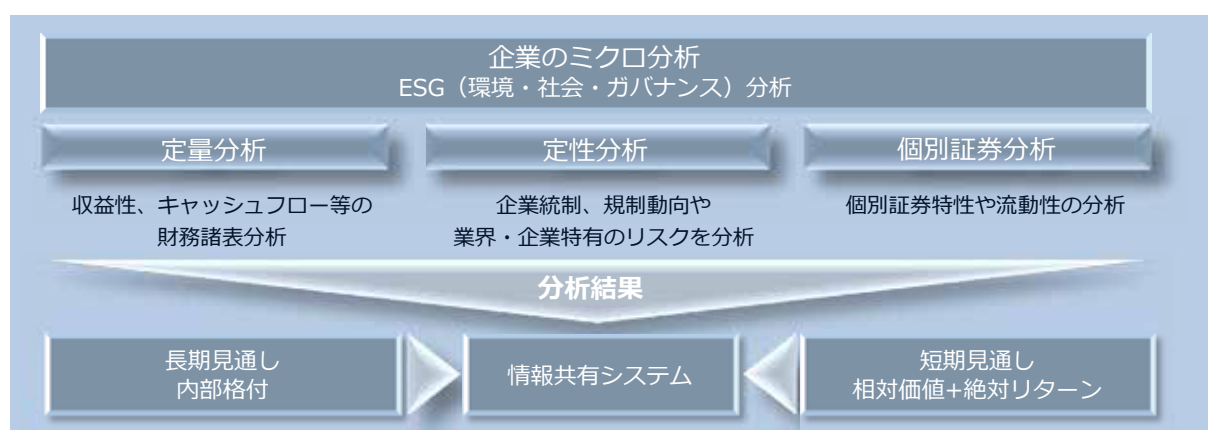 企業のミクロ分析
ESG（環境・社会・ガバナンス）分析
定量分析
収益性、キャッシュフロー等の
財務諸表分析
定性分析
企業統制、規制動向や
業界・企業特有のリスクを分析
個別証券分析
個別証券特性や流動性の分析
分析結果
長期見通し
内部格付
情報共有システム
短期見通し
相対価値+絶対リターン